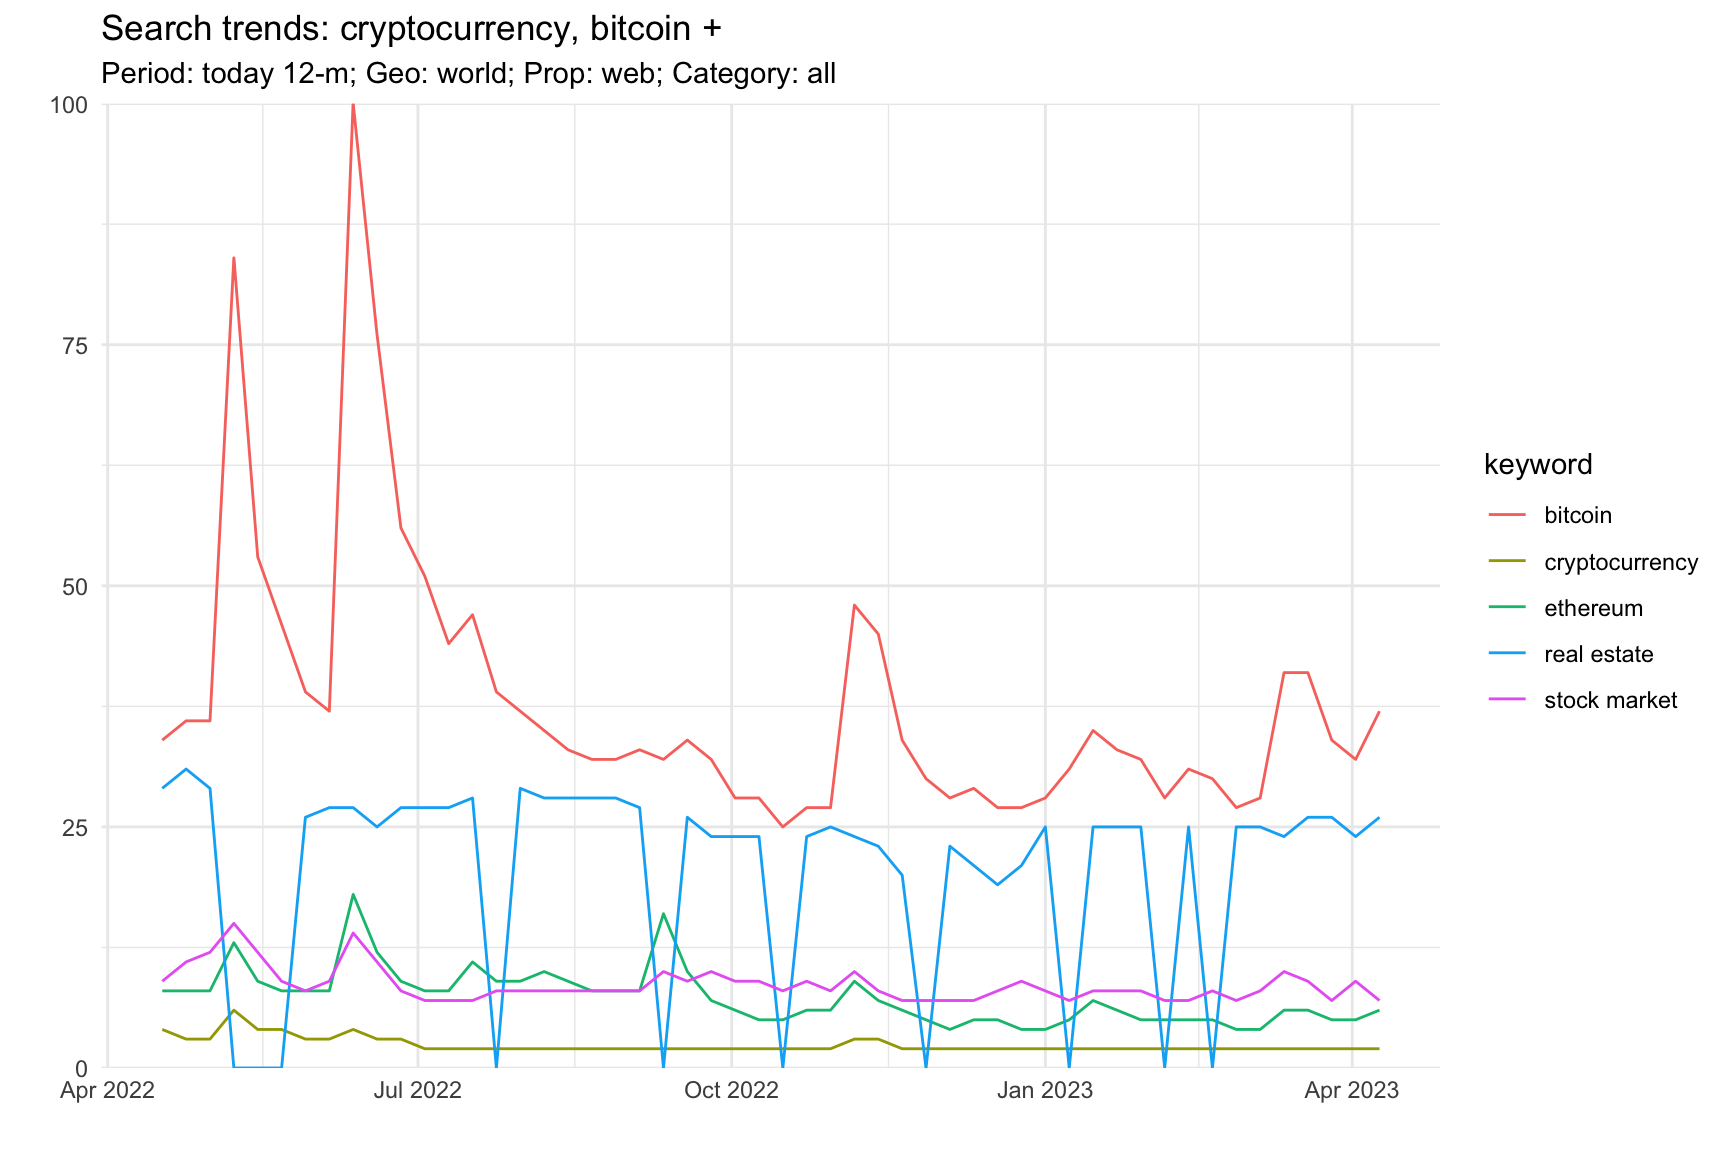 Search trends: cryptocurrency, bitcoin +
Period: today 12-m; Geo: world; Prop: web; Category: all
100
75
50
25
0
Apr 2022
Jul 2022
Oct 2022
Jan 2023
Apr 2023
keyword
bitcoin
cryptocurrency
ethereum
real estate
stock market